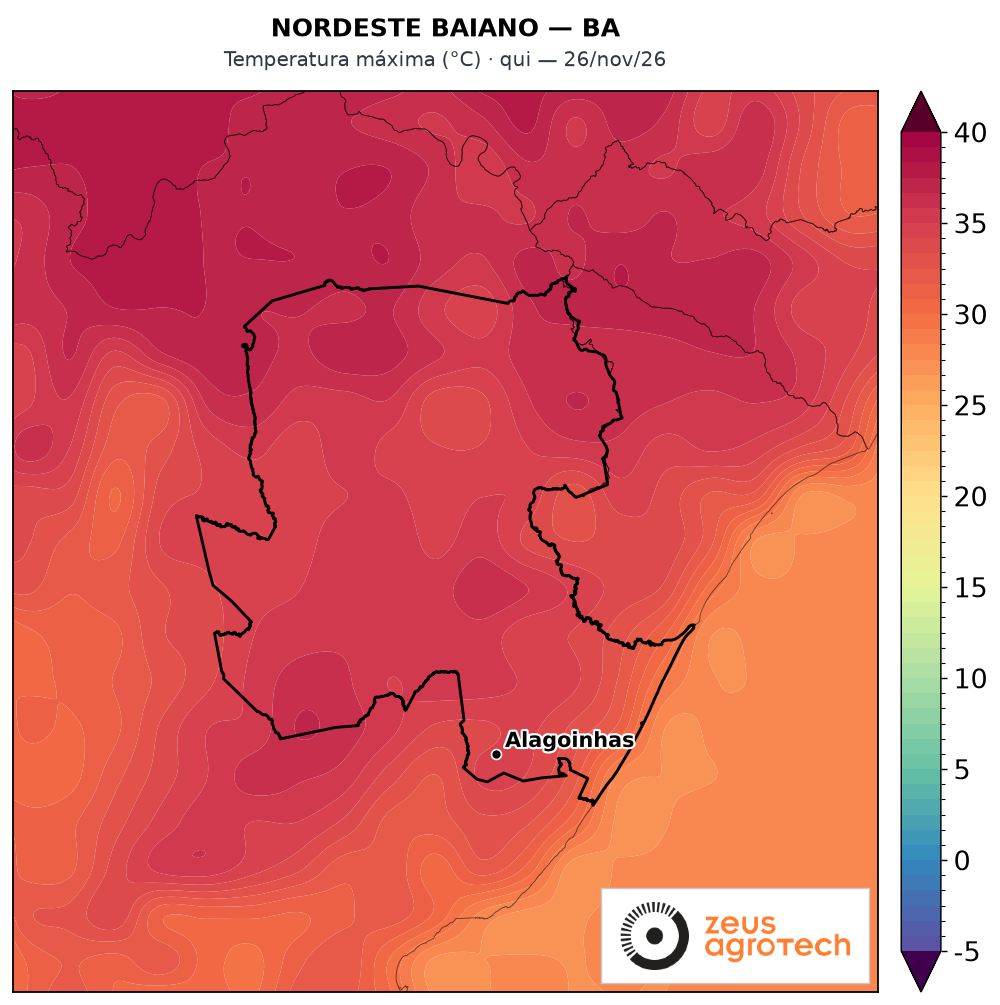 NORDESTE BAIANO — BA
Temperatura máxima (°C) · qui — 26/nov/26
40
35
30
25
20
15
10
5
0
-5
Alagoinhas
zeus
agrotech